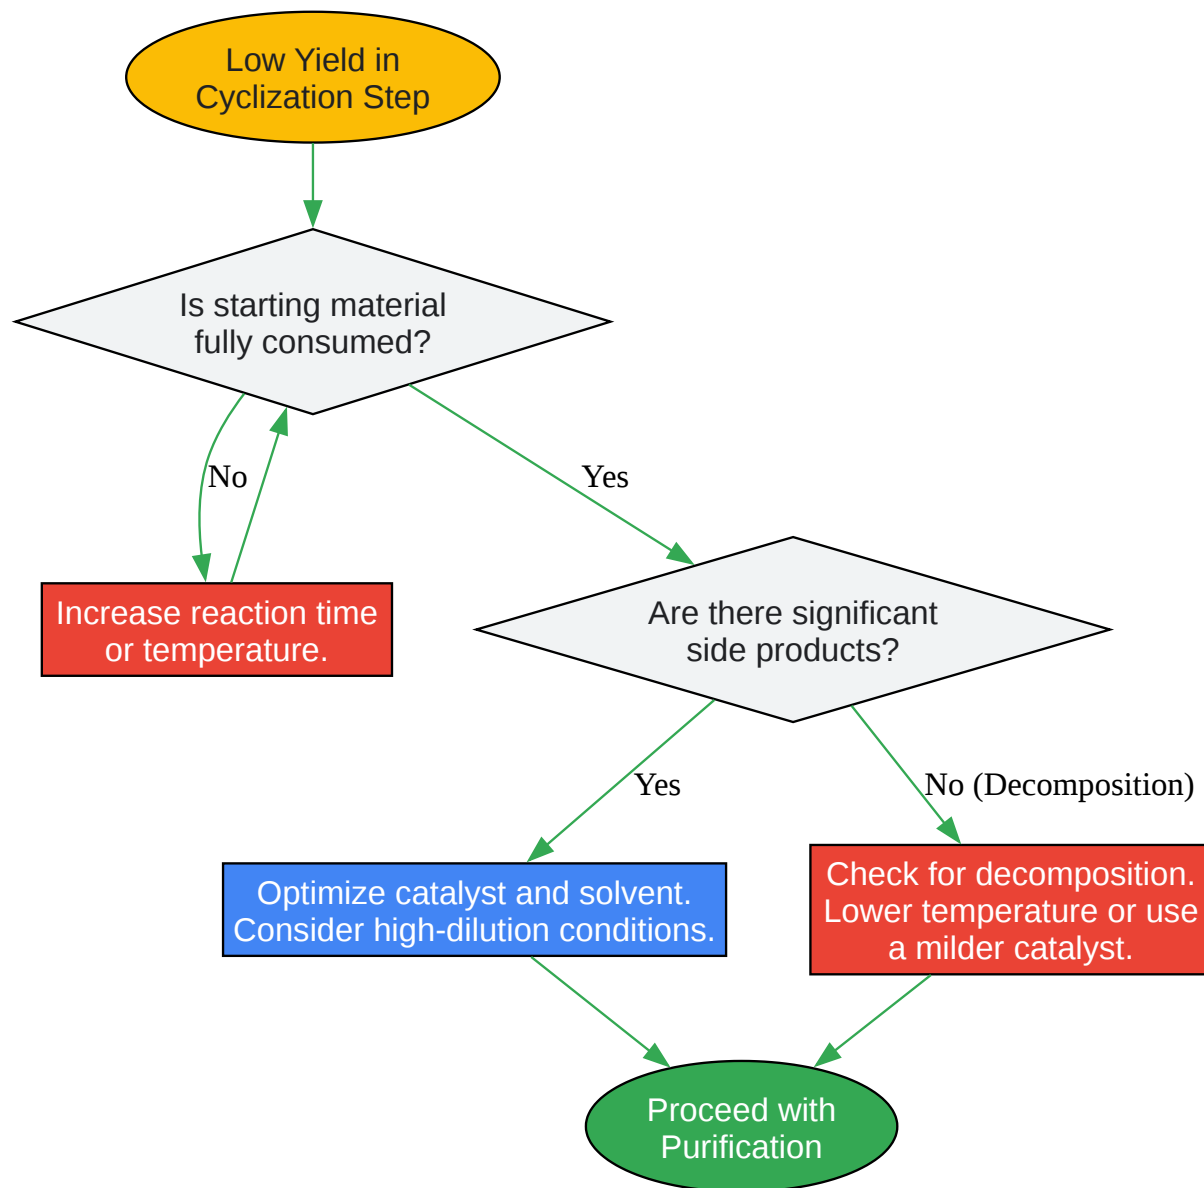 Low Yield in
Cyclization Step
Is starting material
fully consumed?
No
Yes
Increase reaction time
or temperature.
Are there significant
side products?
Yes
No (Decomposition)
Optimize catalyst and solvent.
Consider high-dilution conditions.
Check for decomposition.
Lower temperature or use
a milder catalyst.
Proceed with
Purification